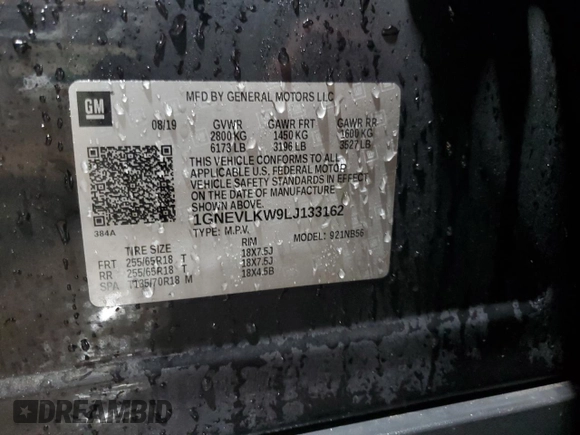 GM
MFD BY GENERAL MOTORS LLC
08/19 GVWR GAWR FRT GAWR RR
2800 KG 1450 KG 1600 KG
6173 LB 3196 LB 3527 LB
THIS VEHICLE CONFORMS TO ALL
APPLICABLE U.S. FEDERAL MOTOR
VEHICLE SAFETY STANDARDS IN EFFECT
ON THE DATE OF MANUFACTURE
SHOWN ABOVE.
384A
1GNEVLKW9LJ133162
TYPE: M.P.V. MODEL: 921NB56
TIRE SIZE RIM
FRT 255/65R18 T 18X7.5J
RR 255/65R18 T 18X7.5J
SPA T135/70R18 M 18X4.5B
DREAMBID